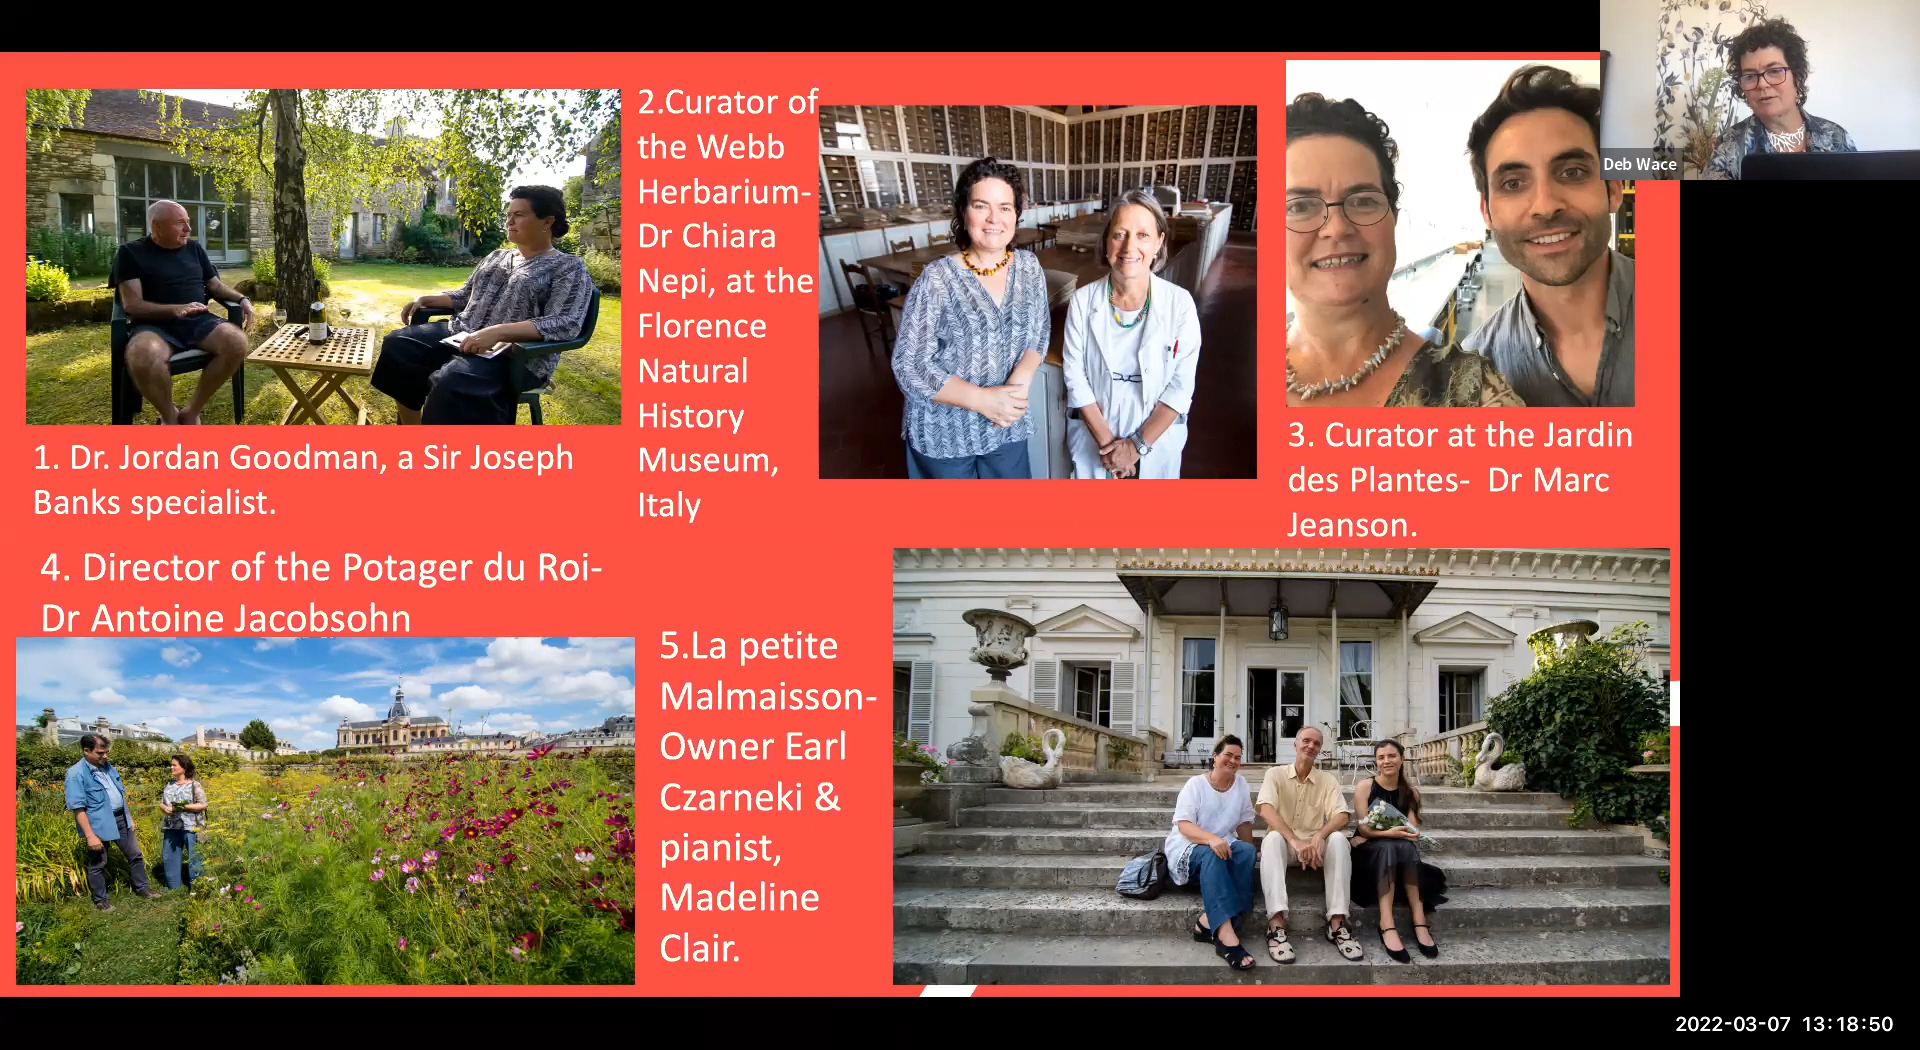 1. Dr. Jordan Goodman, a Sir Joseph
Banks specialist.
2.Curator of
the Webb
Herbarium-
Dr Chiara
Nepi, at the
Florence
Natural
History
Museum,
Italy
3. Curator at the Jardin
des Plantes-  Dr Marc
Jeanson.
4. Director of the Potager du Roi-
Dr Antoine Jacobsohn
5.La petite
Malmaisson-
Owner Earl
Czarneki &
pianist,
Madeline
Clair.
Deb Wace
2022-03-07 13:18:50